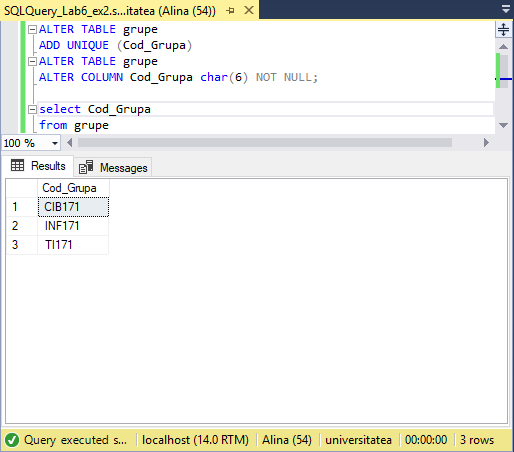 SQLQuery_Lab6_ex2.s...itatea (Alina (54))
ALTER TABLE grupe
ADD UNIQUE (Cod_Grupa)
ALTER TABLE grupe
ALTER COLUMN Cod_Grupa char(6) NOT NULL;
select Cod_Grupa
from grupe
100 %
Results Messages
Cod_Grupa
1 CIB171
2 INF171
3 TI171
Query executed s... localhost (14.0 RTM) Alina (54) universitatea 00:00:00 3 rows